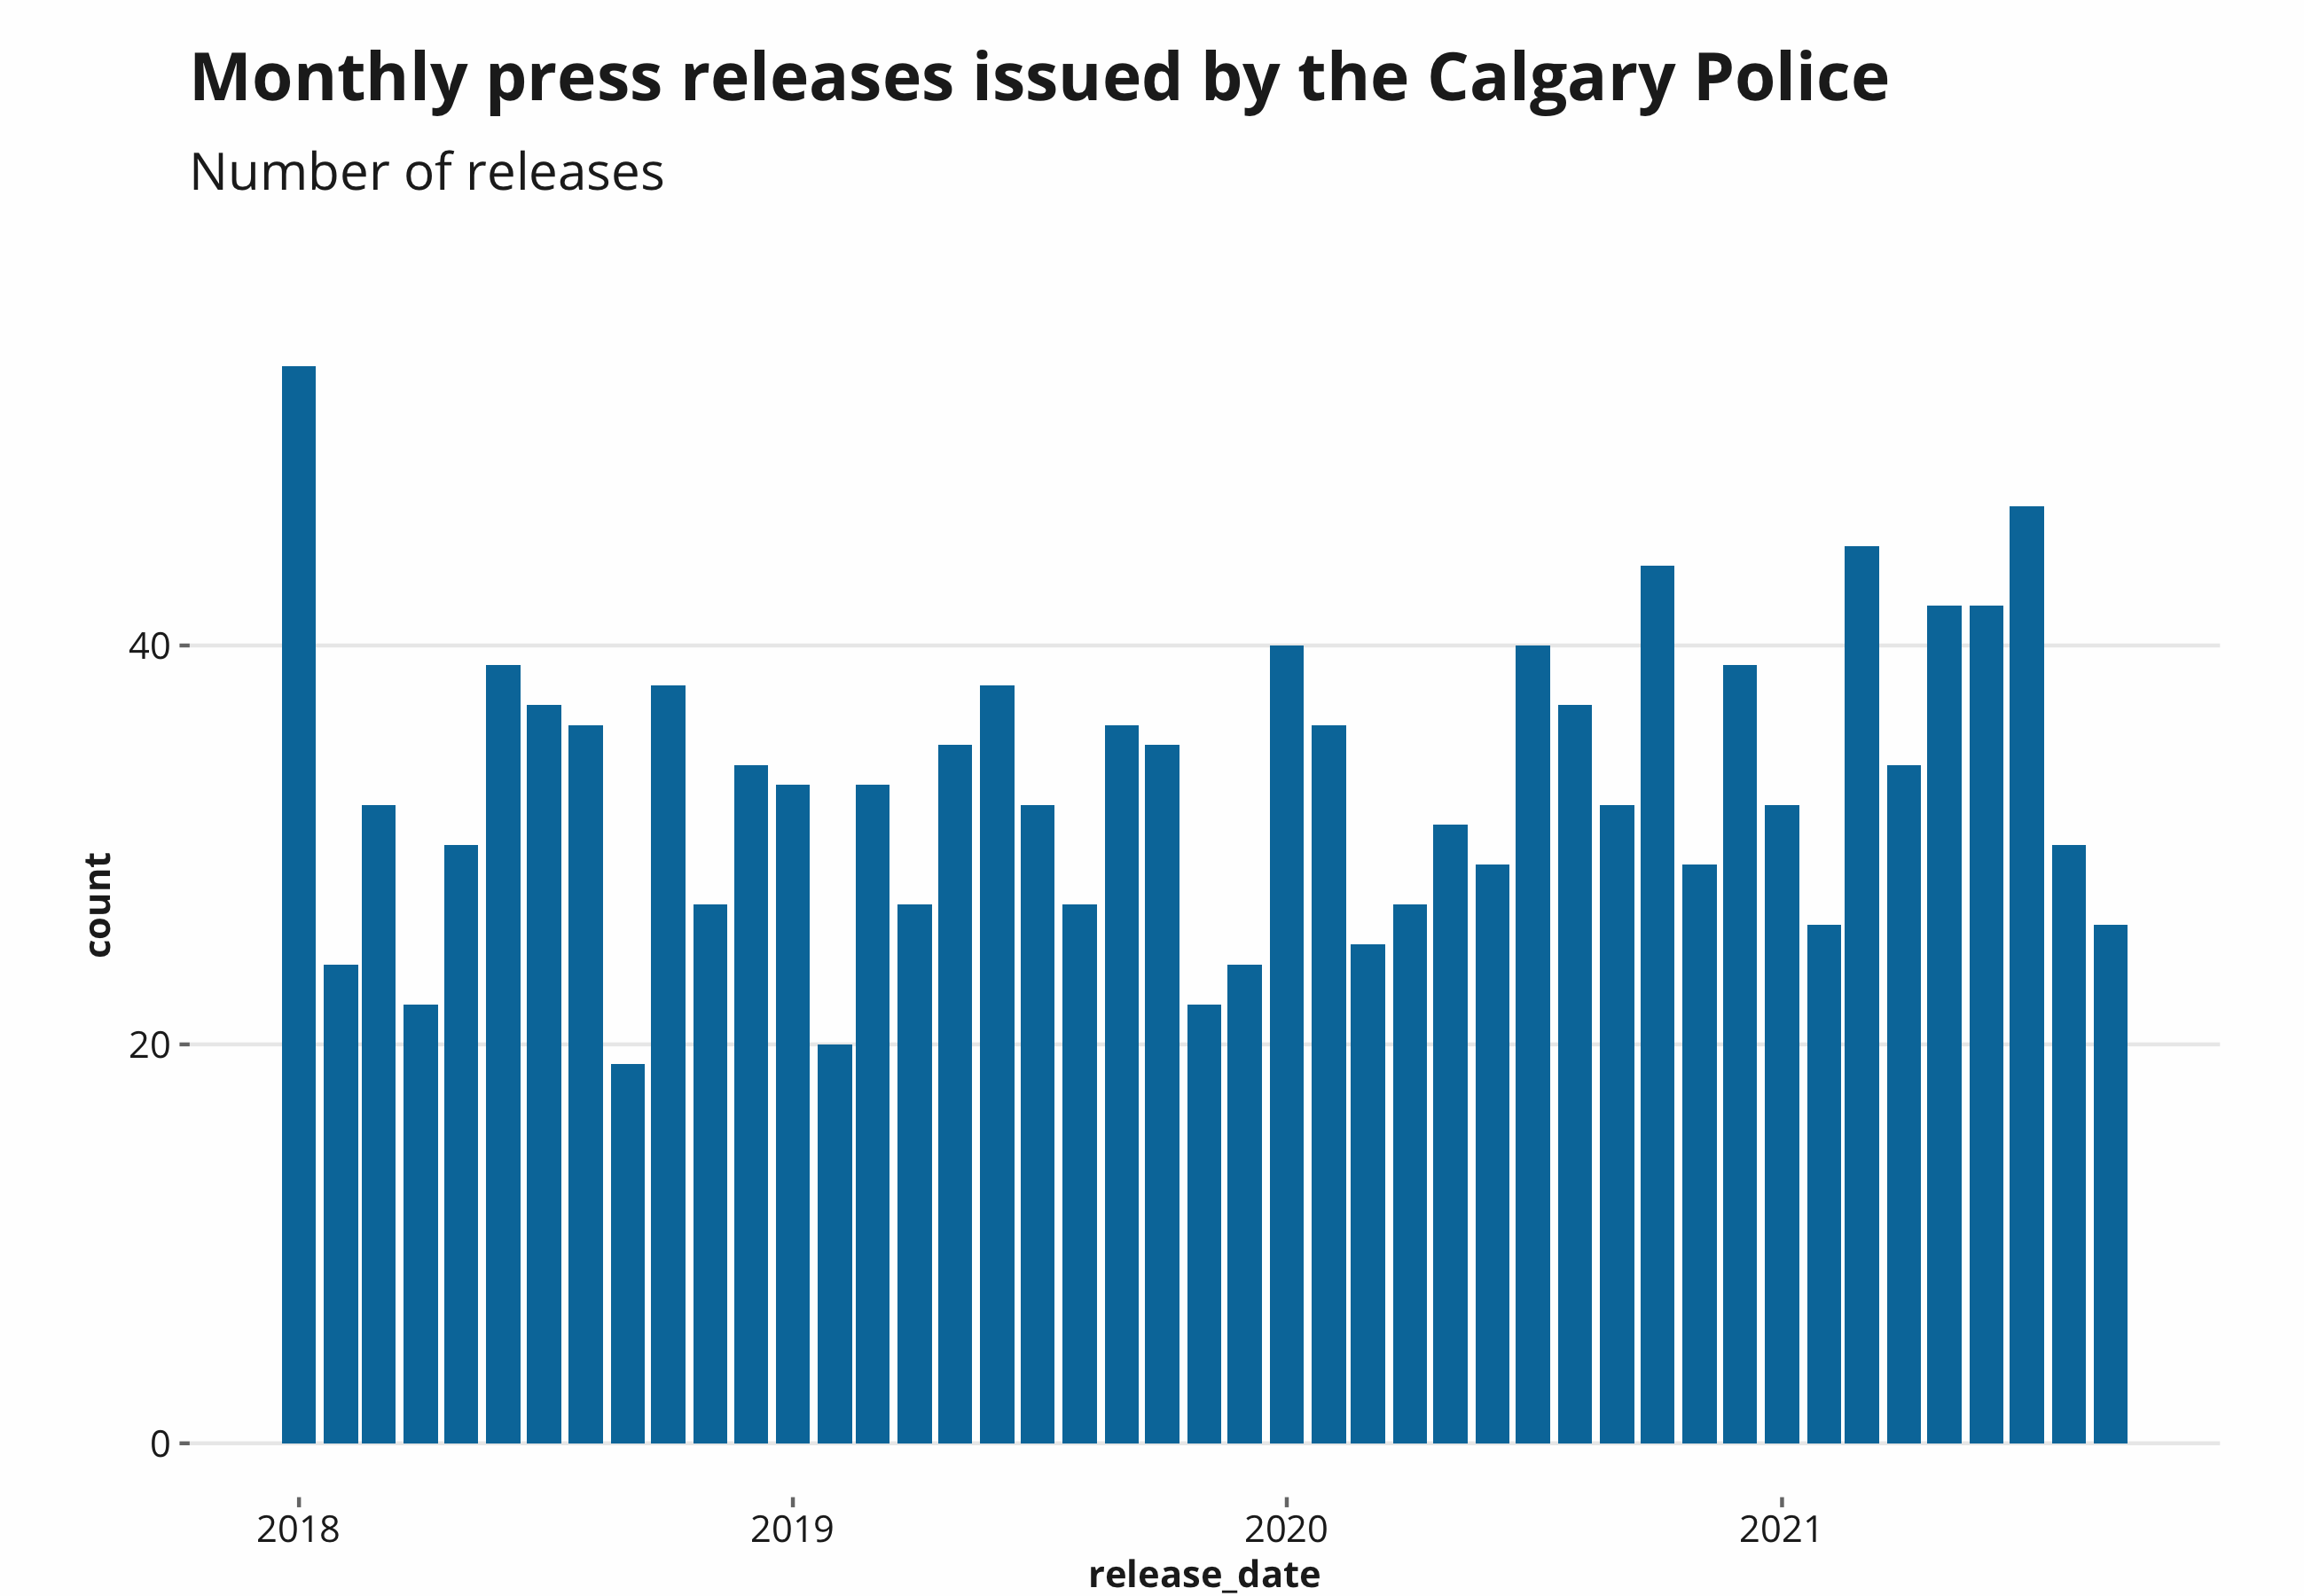 Monthly press releases issued by the Calgary Police
Number of releases
40
20
0
count
2018 2019 2020 2021
release_date